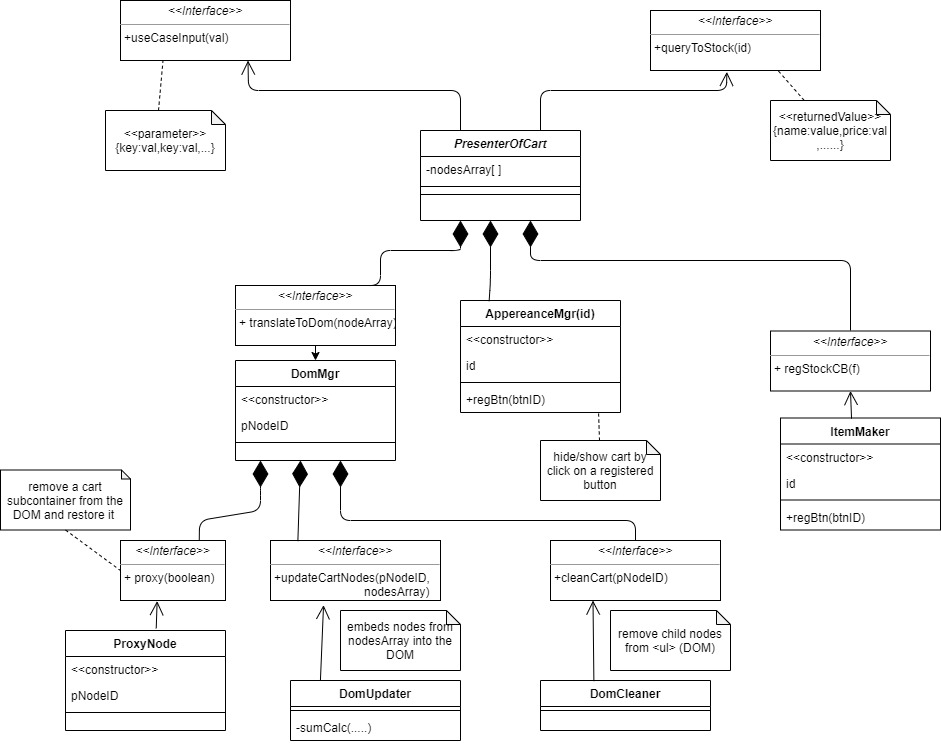 <<Interface>>
+useCaseInput(val)
<<Interface>>
+queryToStock(id)
<<parameter>>
{key:val,key:val,...}
<<returnedValue>>
{name:value,price:val
,......}
PresenterOfCart
-nodesArray[ ]
<<Interface>>
+ translateToDom(nodeArray)
AppereanceMgr(id)
<<constructor>>
id
+regBtn(btnID)
<<Interface>>
+ regStockCB(f)
DomMgr
<<constructor>>
pNodeID
hide/show cart by
click on a registered
button
ItemMaker
<<constructor>>
id
+regBtn(btnID)
remove a cart
subcontainer from the
DOM and restore it
<<Interface>>
+ proxy(boolean)
<<Interface>>
+updateCartNodes(pNodeID,
nodesArray)
<<Interface>>
+cleanCart(pNodeID)
embeds nodes from
nodesArray into the
DOM
remove child nodes
from <ul> (DOM)
ProxyNode
<<constructor>>
pNodeID
DomUpdater
-sumCalc(.....)
DomCleaner